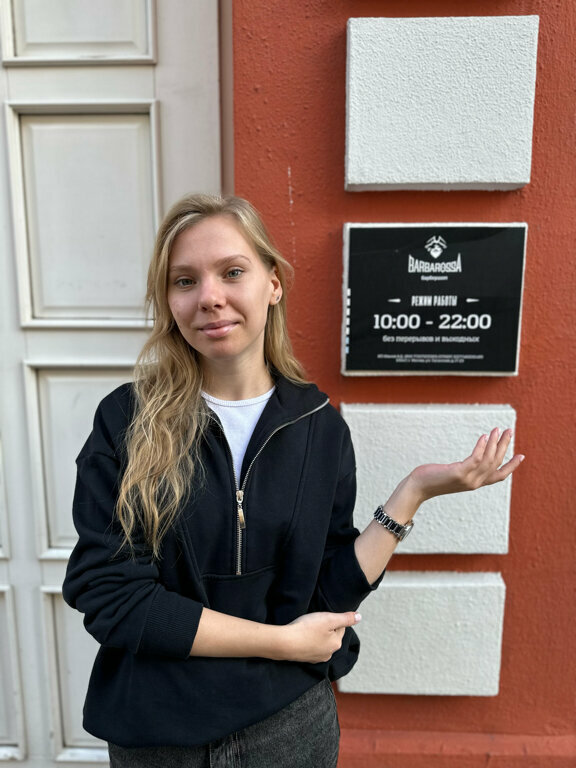 BARBAROSSA
барбершоп
РЕЖИМ РАБОТЫ
10:00 - 22:00
без перерывов и выходных